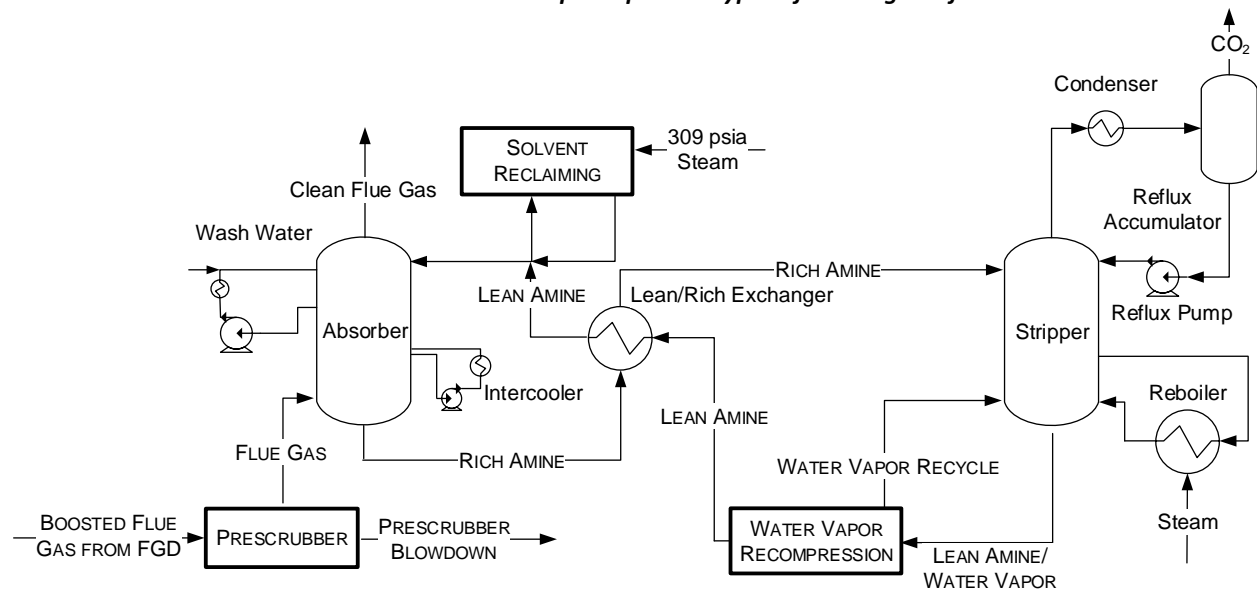 CO2
Condenser
309 psia
Steam
SOLVENT
RECLAIMING
Clean Flue Gas
Reflux
Accumulator
Wash Water
RICH AMINE
LEAN AMINE
Lean/Rich Exchanger
Reflux Pump
Absorber
Stripper
Intercooler
Reboiler
LEAN AMINE
FLUE GAS
RICH AMINE
WATER VAPOR RECYCLE
BOOSTED FLUE
GAS FROM FGD
PRESCRUBBER
PRESCRUBBER
BLOWDOWN
WATER VAPOR
RECOMPRESSION
Steam
LEAN AMINE/
WATER VAPOR